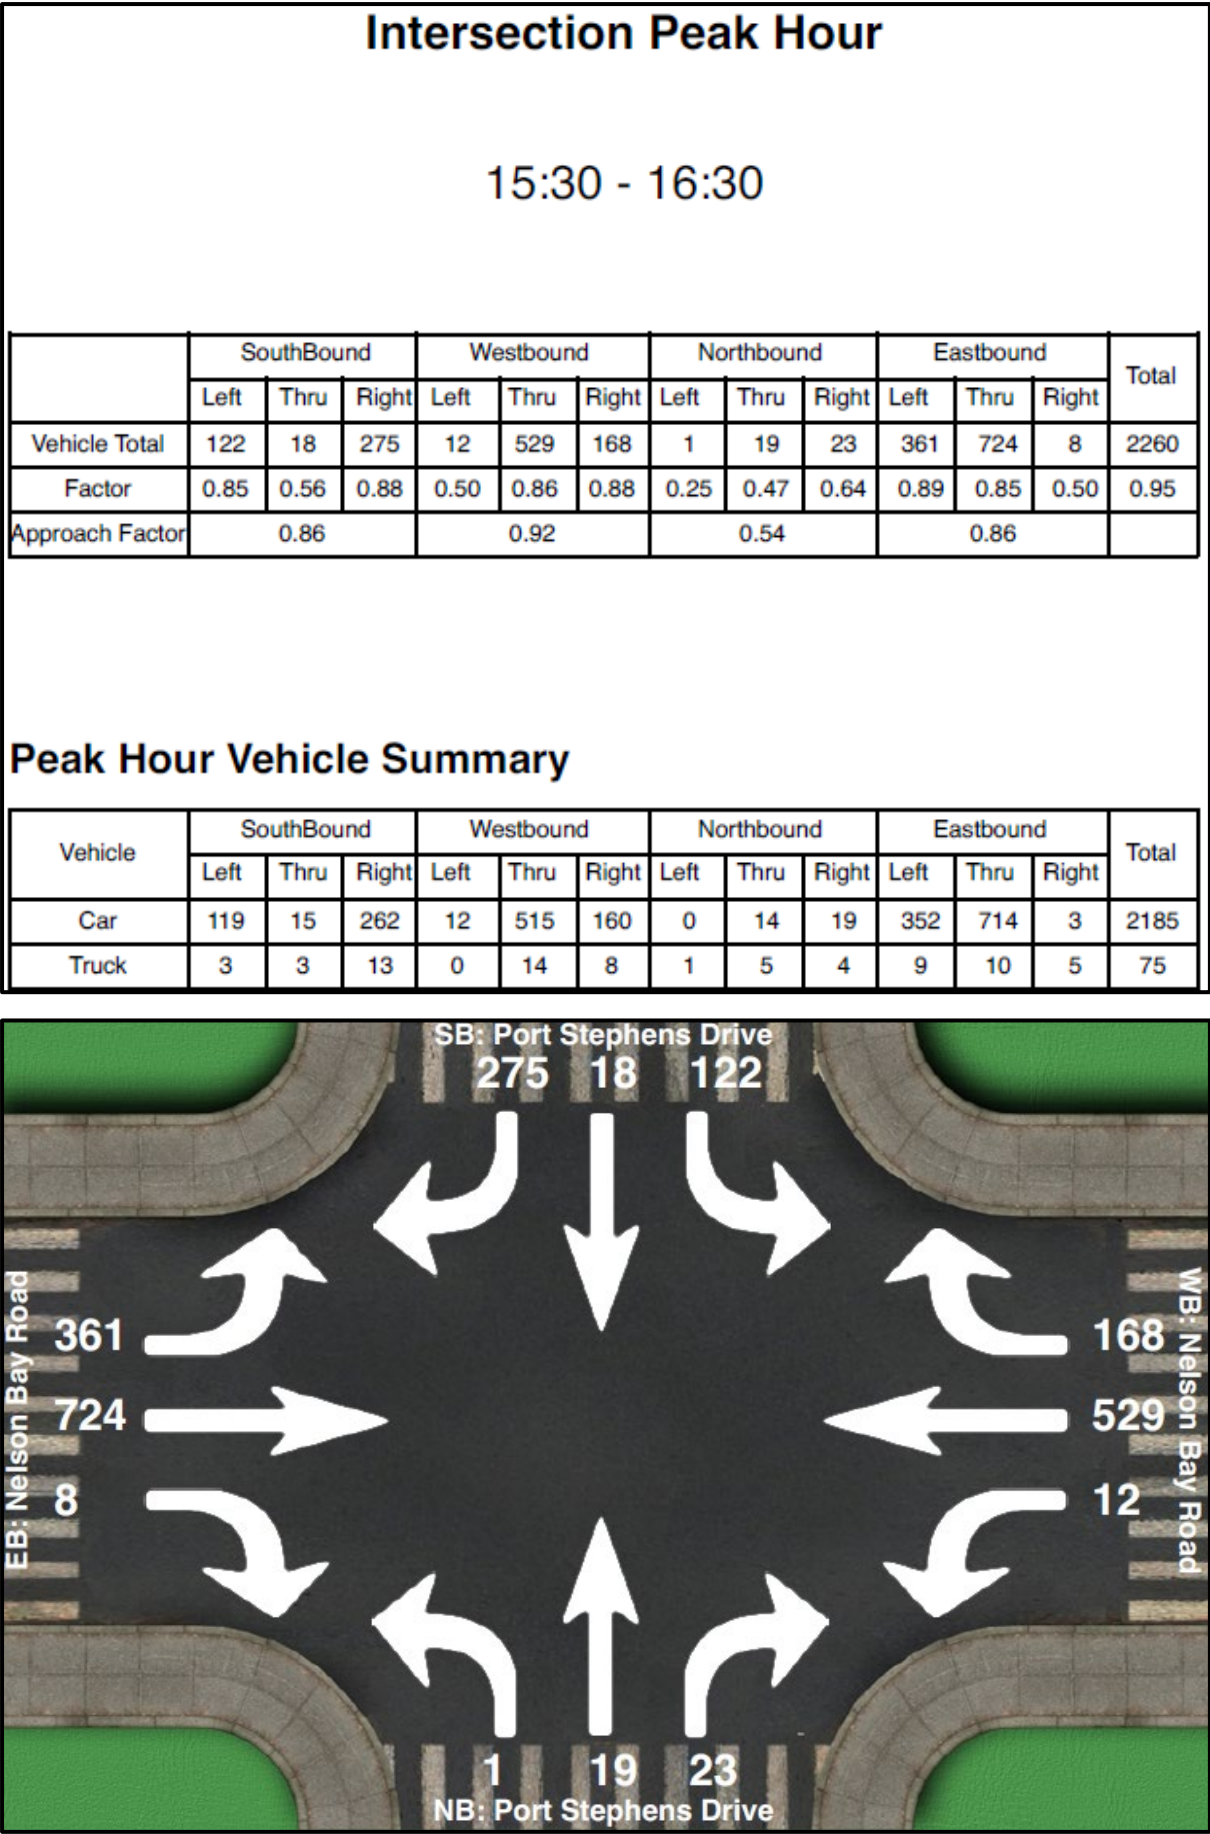 Intersection Peak Hour
15:30 - 16:30
SouthBound Westbound Northbound Eastbound Total
Left Thru Right Left Thru Right Left Thru Right Left Thru Right
Vehicle Total 122 18 275 12 529 168 1 19 23 361 724 8 2260
Factor 0.85 0.56 0.88 0.50 0.86 0.88 0.25 0.47 0.64 0.89 0.85 0.50 0.95
Approach Factor 0.86 0.92 0.54 0.86
Peak Hour Vehicle Summary
Vehicle SouthBound Westbound Northbound Eastbound Total
Left Thru Right Left Thru Right Left Thru Right Left Thru Right
Car 119 15 262 12 515 160 0 14 19 352 714 3 2185
Truck 3 3 13 0 14 8 1 5 4 9 10 5 75
SB: Port Stephens Drive
275 18 122
EB: Nelson Bay Road
361
724
8
WB: Nelson Bay Road
168
529
12
1 19 23
NB: Port Stephens Drive